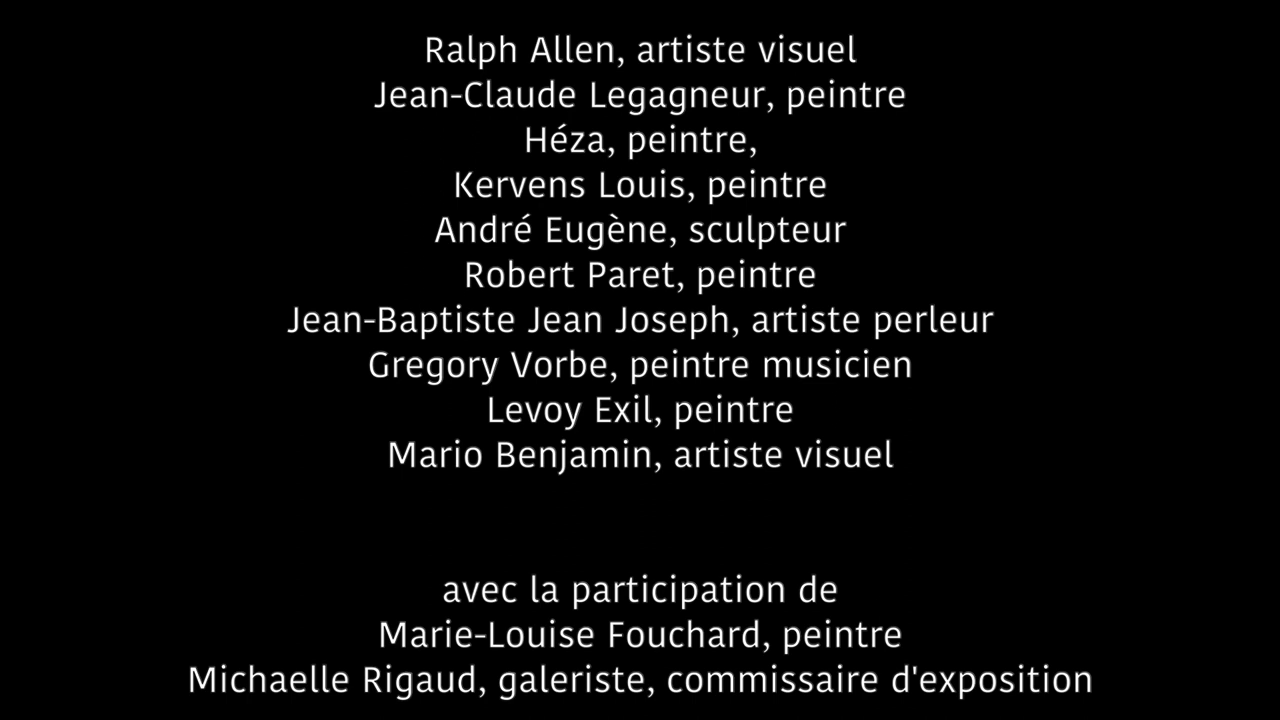 Ralph Allen, artiste visuel
Jean-Claude Legagneur, peintre
Héza, peintre,
Kervens Louis, peintre
André Eugène, sculpteur
Robert Paret, peintre
Jean-Baptiste Jean Joseph, artiste perleur
Gregory Vorbe, peintre musicien
Levoy Exil, peintre
Mario Benjamin, artiste visuel
avec la participation de
Marie-Louise Fouchard, peintre
Michaelle Rigaud, galeriste, commissaire d'exposition